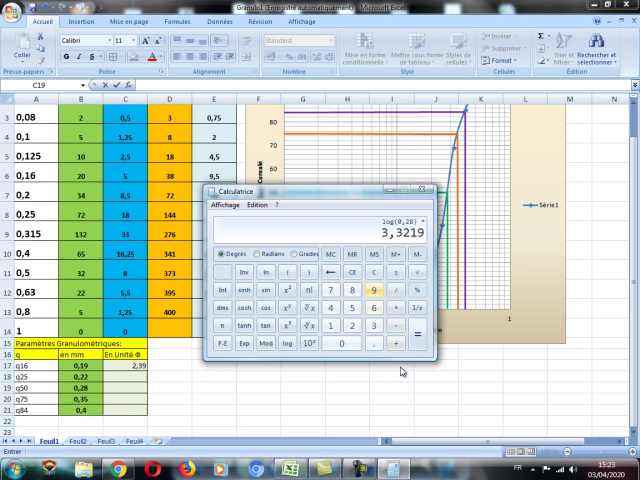 Granulo1 (Enregistré automatiquement) - Microsoft Excel
Accueil Insertion Mise en page Formules Données Révision Affichage
Coller
Calibri 11
G I S
Standard
Mise en forme conditionnelle
Mettre sous forme de tableau
Styles de cellules
Insérer
Supprimer
Format
Trier et filtrer
Rechercher et sélectionner
Presse-papiers Police Alignement Nombre Style Cellules Édition
C19
A B C D E F G H I J K L M N
3 0,08 2 0,5 3 0,75
4 0,1 5 1,25 8 2
5 0,125 10 2,5 18 4,5
6 0,16 20 5 38 9,5
7 0,2 34 8,5 72
8 0,25 72 18 144
9 0,315 132 33 276
10 0,4 65 16,25 341
11 0,5 32 8 373
12 0,63 22 5,5 395
13 0,8 5 1,25 400
14 1 0 0
15 Paramètres Granulométriques:
16 q en mm En Unité Φ
17 q16 0,19 2,39
18 q25 0,22
19 q50 0,28
20 q75 0,35
21 q84 0,4
22
23
80
70
60
Cumulé
Série1
1
Calculatrice
Affichage Edition ?
log(0,28) *
3,3219
Degrés Radians Grades MC MR MS M+ M-
Inv ln ( ) ← CE C ± √
Int sinh sin x² n! 7 8 9 / %
dms cosh cos xʸ ʸ√x 4 5 6 * 1/x
π tanh tan x³ ³√x 1 2 3 - =
F-E Exp Mod log 10ˣ 0 , +
Feuil1 Feuil2 Feuil3 Feuil4
Entrer
FR
15:23
03/04/2020